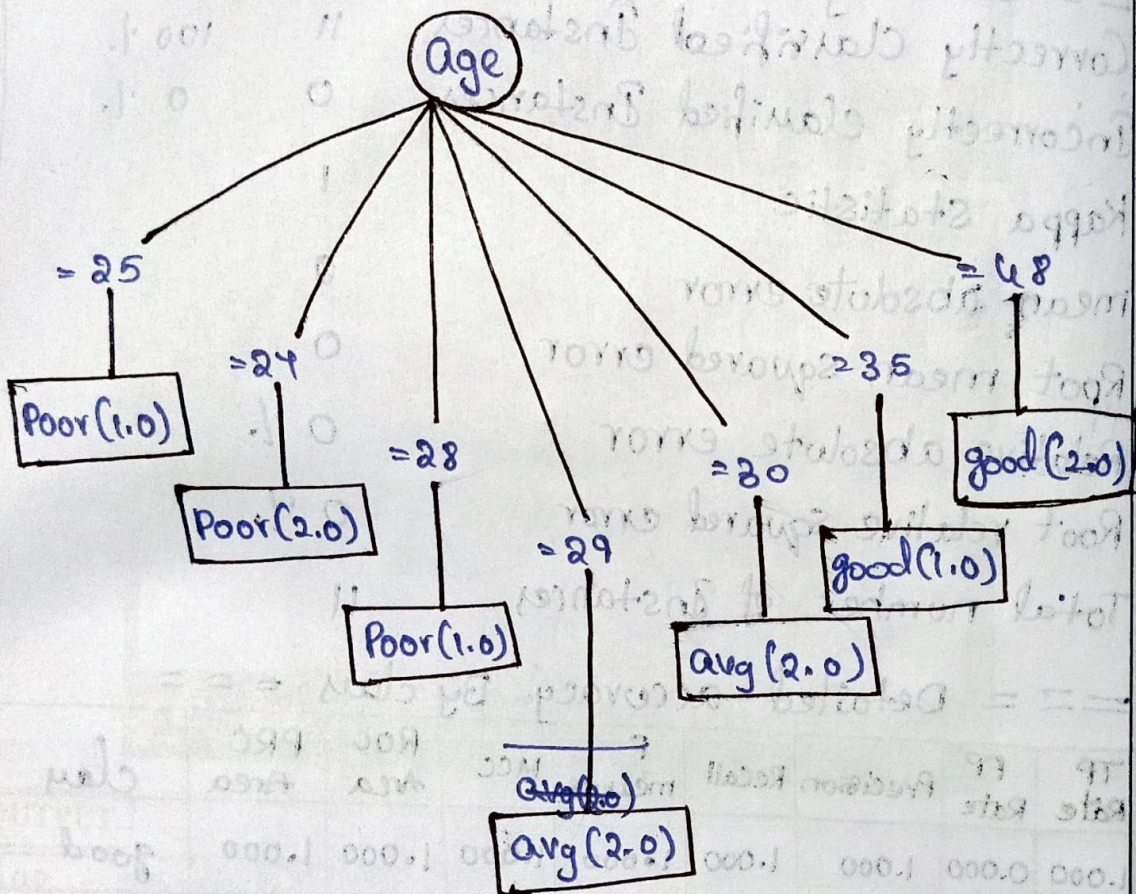 Age
= 25
= 48
= 24
= 35
Poor (1.0)
= 28
= 30
good (2.0)
Poor (2.0)
= 29
good (1.0)
Poor (1.0)
avg (2.0)
avg (2.0)